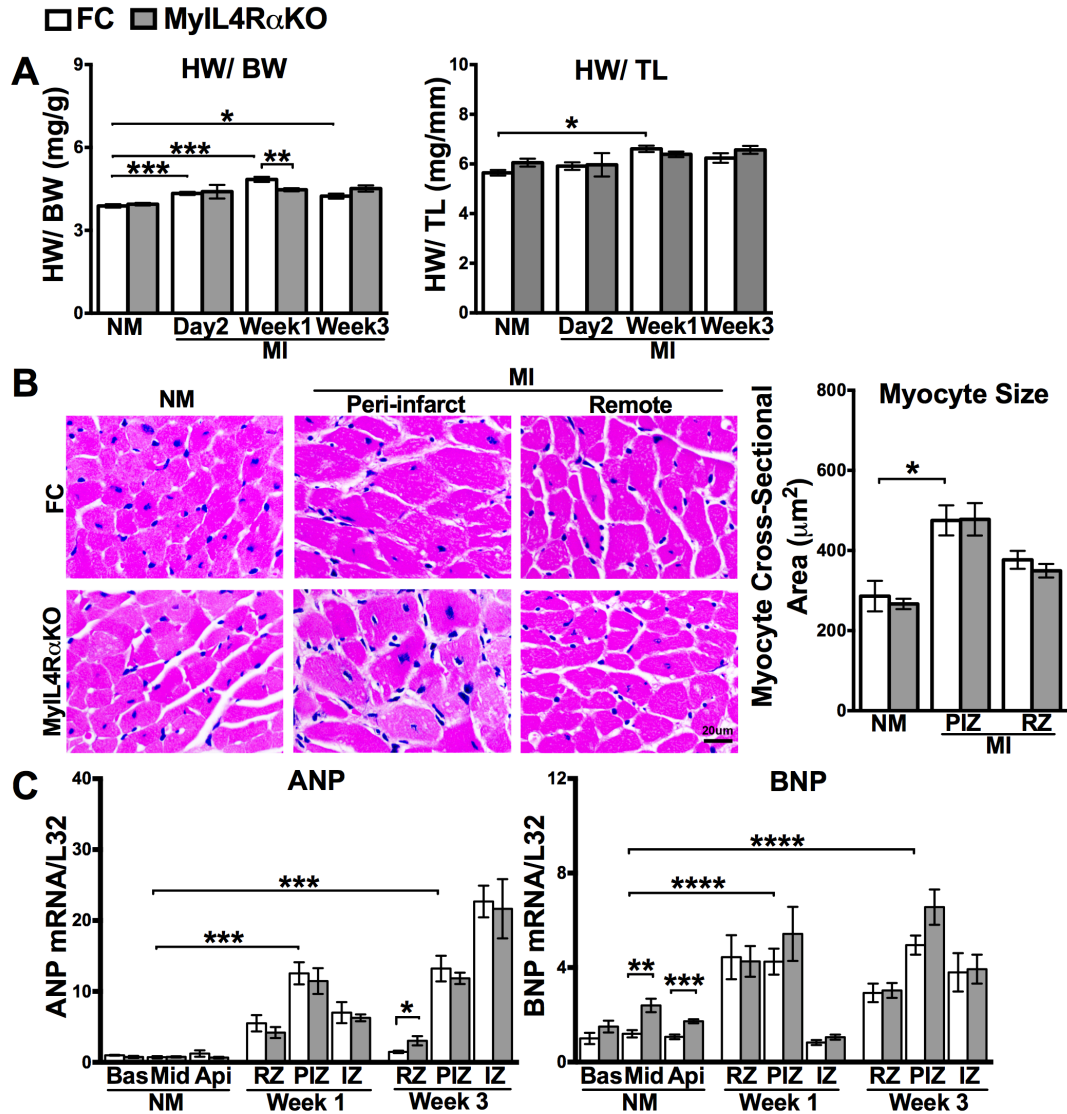 FC MyIL4RαKO
A
HW/ BW
HW/ BW (mg/g)
9
6
3
0
*
***
**
***
NM Day2 Week1 Week3
MI
HW/ TL
HW/ TL (mg/mm)
10
8
6
4
2
0
*
NM Day2 Week1 Week3
MI
B
NM
MI
Peri-infarct Remote
FC
MyIL4RαKO
20um
Myocyte Size
Myocyte Cross-Sectional
Area (μm²)
800
600
400
200
0
*
NM PIZ RZ
MI
C
ANP
ANP mRNA/L32
40
30
20
10
0
***
***
*
Bas Mid Api RZ PIZ IZ RZ PIZ IZ
NM Week 1 Week 3
BNP
BNP mRNA/L32
12
8
4
0
****
****
**
***
Bas Mid Api RZ PIZ IZ RZ PIZ IZ
NM Week 1 Week 3